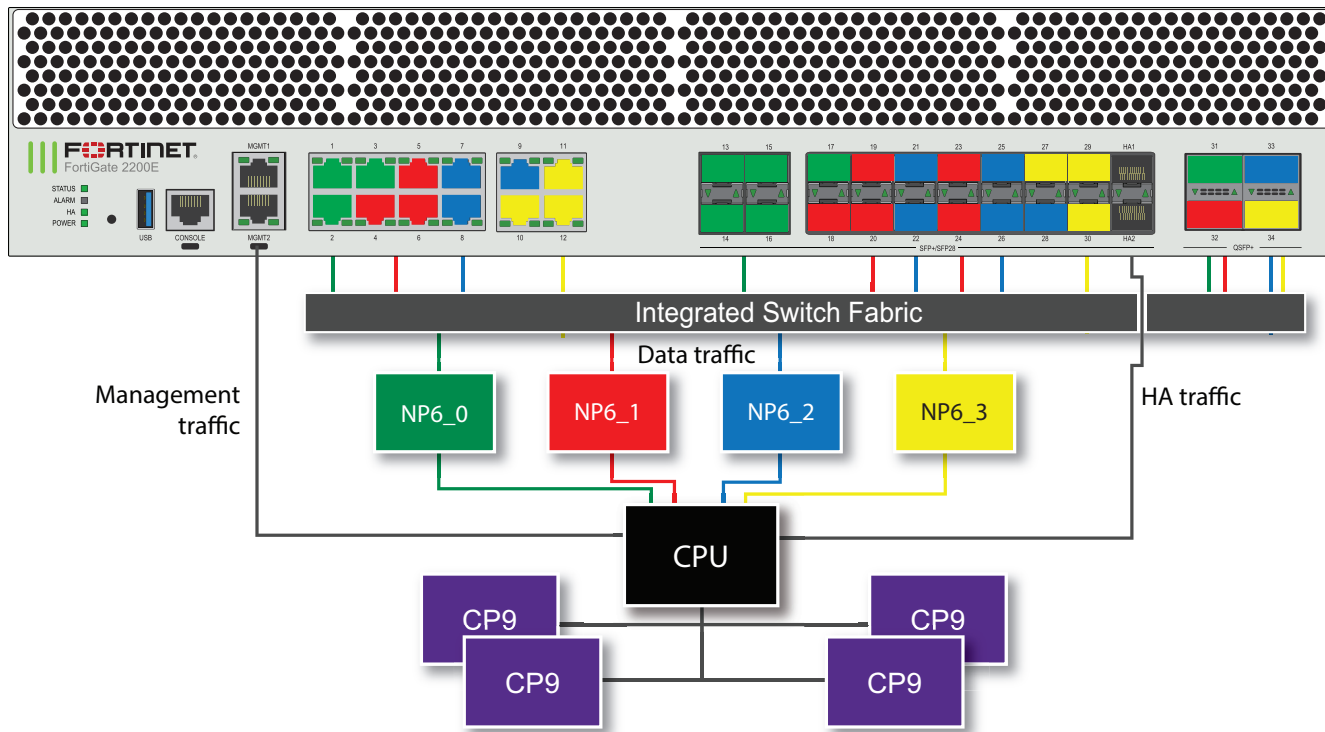 FORTINET
FortiGate 2200E
STATUS
ALARM
HA
POWER
USB
CONSOLE
MGMT1
MGMT2
1 3 5 7 9 11
2 4 6 8 10 12
13 15 17 19 21 23 25 27 29 HA1 31 33
14 16 18 20 22 24 26 28 30 HA2 32 34
SFP+/SFP28
QSFP+
Integrated Switch Fabric
Data traffic
Management
traffic
HA traffic
NP6_0
NP6_1
NP6_2
NP6_3
CPU
CP9
CP9
CP9
CP9